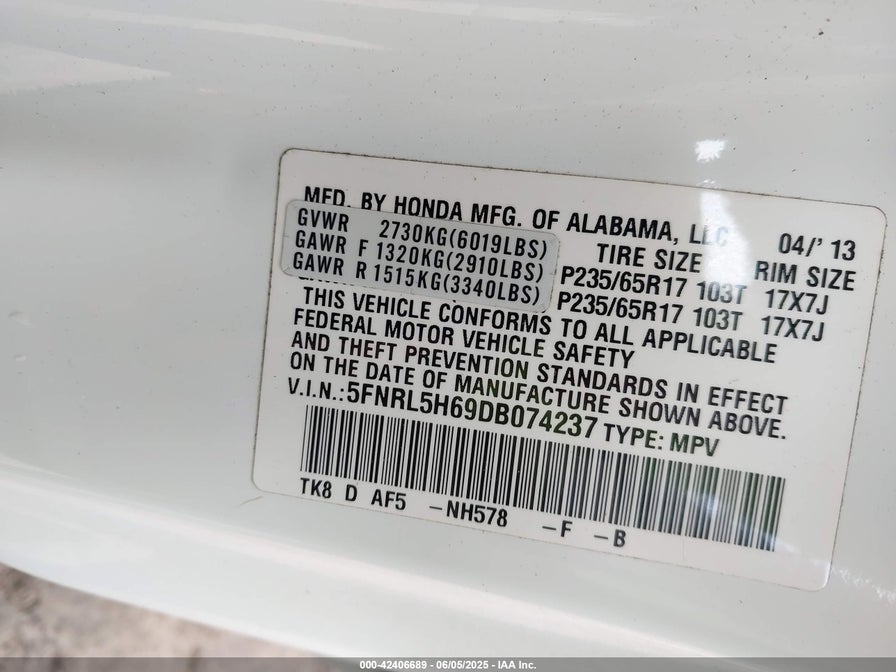 MFD. BY HONDA MFG. OF ALABAMA, LLC 04/'13
GVWR 2730KG(6019LBS) TIRE SIZE RIM SIZE
GAWR F 1320KG(2910LBS) P235/65R17 103T 17X7J
GAWR R 1515KG(3340LBS) P235/65R17 103T 17X7J
THIS VEHICLE CONFORMS TO ALL APPLICABLE
FEDERAL MOTOR VEHICLE SAFETY
AND THEFT PREVENTION STANDARDS IN EFFECT
ON THE DATE OF MANUFACTURE SHOWN ABOVE.
V.I.N.:5FNRL5H69DB074237 TYPE: MPV
TK8 D AF5 -NH578 -F -B
000-42406689 - 06/05/2025 - IAA Inc.